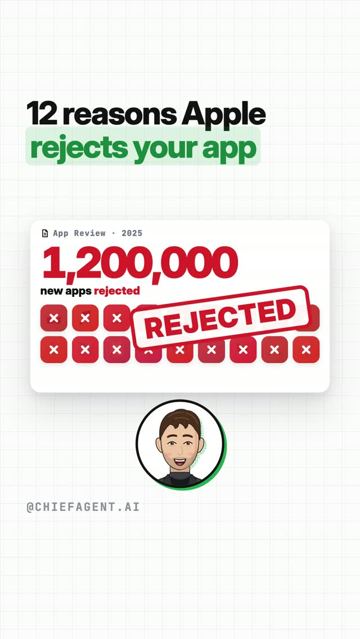 12 reasons Apple
rejects your app
App Review · 2025
1,200,000
new apps rejected
REJECTED
@CHIEFAGENT.AI